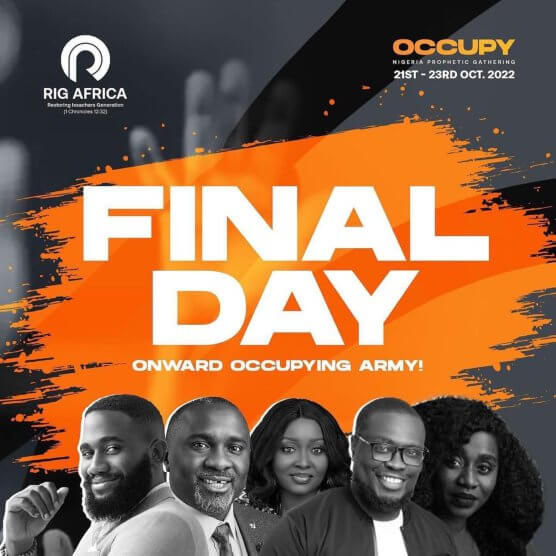 RIG AFRICA
Restoring Issachars Generation
(1 Chronicles 12:32)
OCCUPY
NIGERIA PROPHETIC GATHERING
21ST - 23RD OCT. 2022
FINAL
DAY
ONWARD OCCUPYING ARMY!